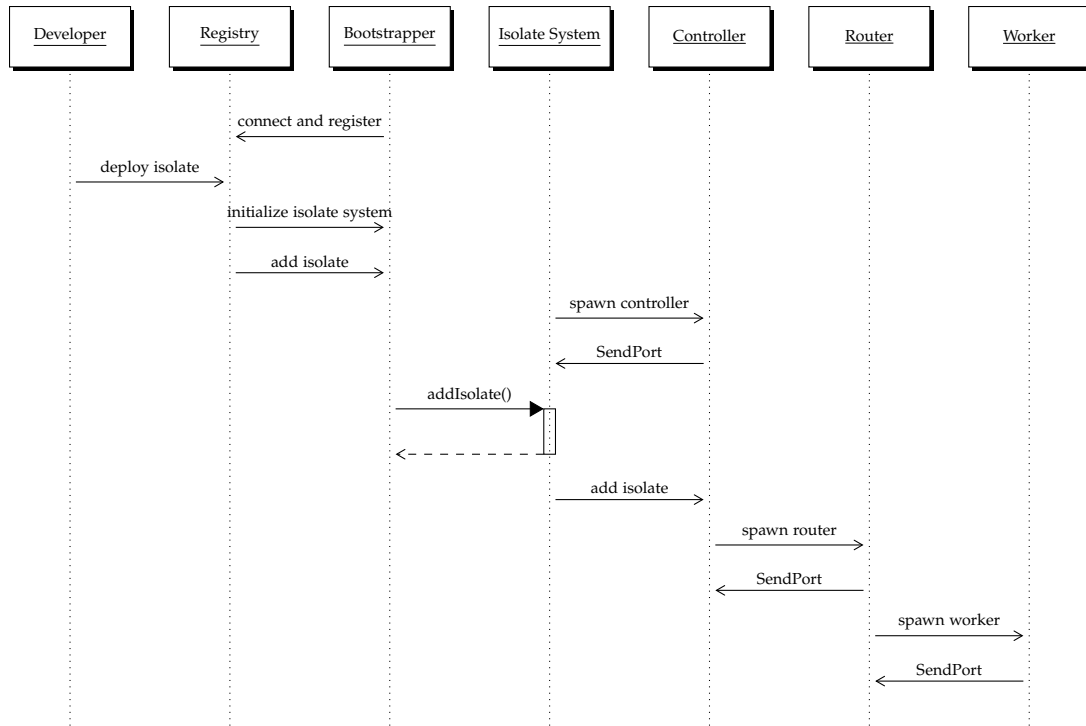 Developer
Registry
Bootstrapper
Isolate System
Controller
Router
Worker
connect and register
deploy isolate
initialize isolate system
add isolate
spawn controller
SendPort
addIsolate()
add isolate
spawn router
SendPort
spawn worker
SendPort